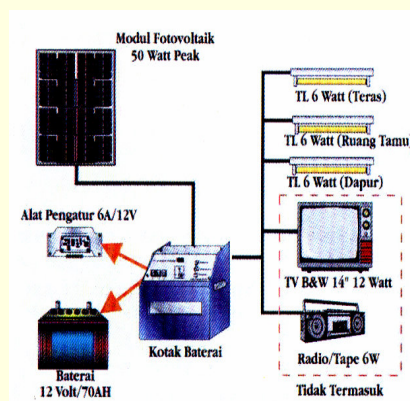 Modul Fotovoltaik
50 Watt Peak
TL 6 Watt (Teras)
TL 6 Watt (Ruang Tamu)
TL 6 Watt (Dapur)
Alat Pengatur 6A/12V
TV B&W 14" 12 Watt
Kotak Baterai
Radio/Tape 6W
Baterai
12 Volt/70AH
Tidak Termasuk